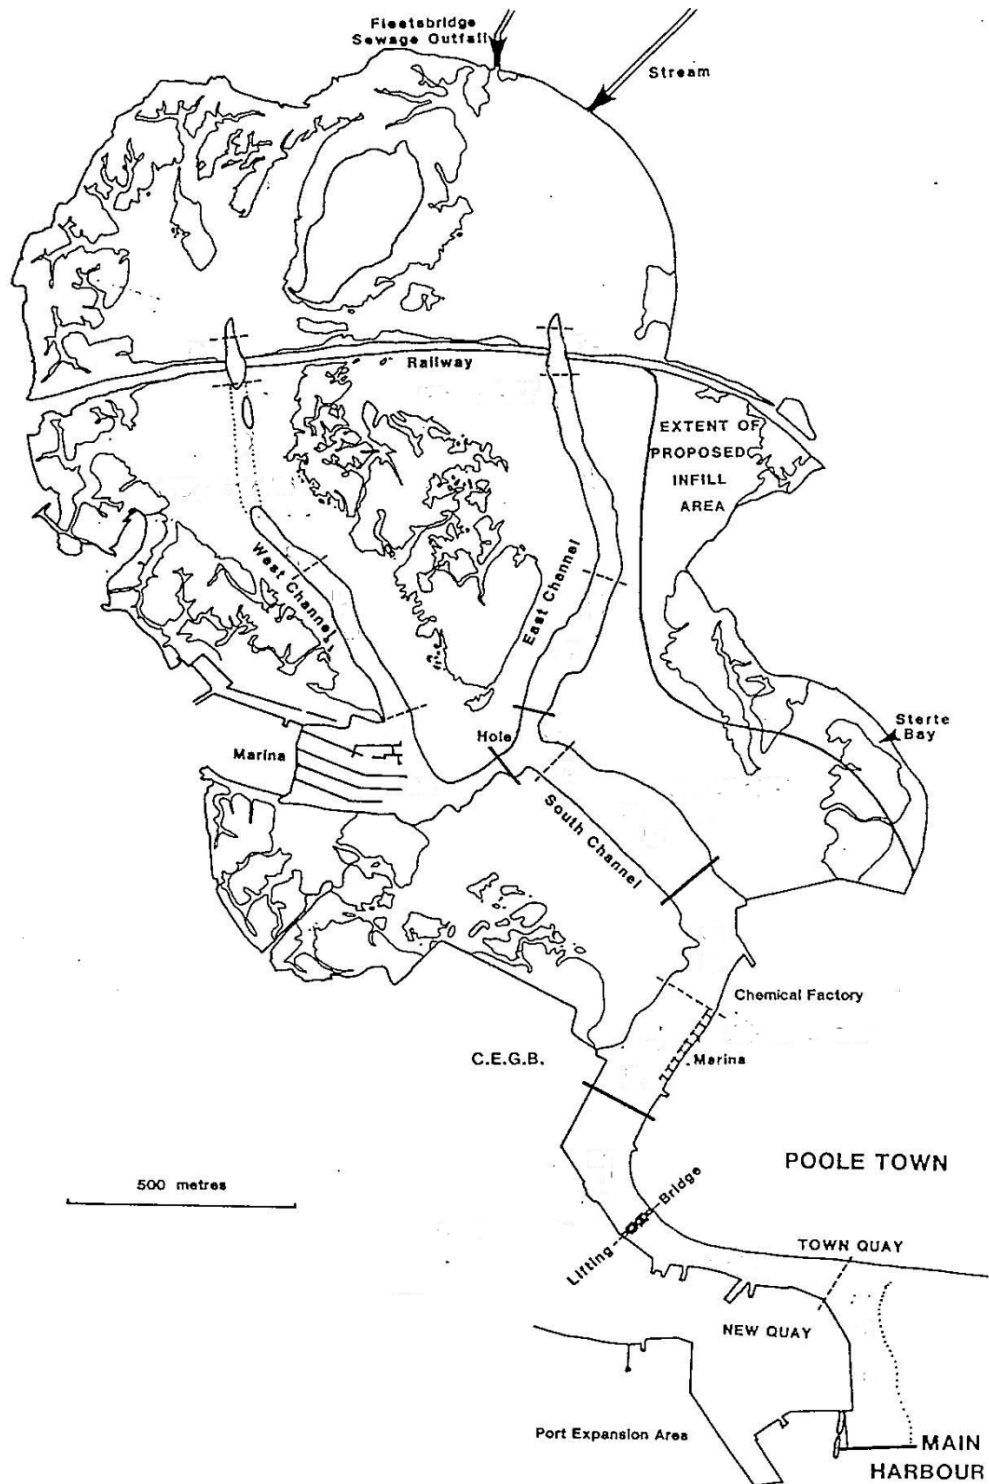 Fleetsbridge
Sewage Outfall
Stream
Railway
EXTENT OF
PROPOSED
INFILL
AREA
West Channel
East Channel
Sterte
Bay
Hole
Marina
South Channel
Chemical Factory
C.E.G.B.
Marina
POOLE TOWN
500 metres
Lifting Bridge
TOWN QUAY
NEW QUAY
Port Expansion Area
MAIN
HARBOUR